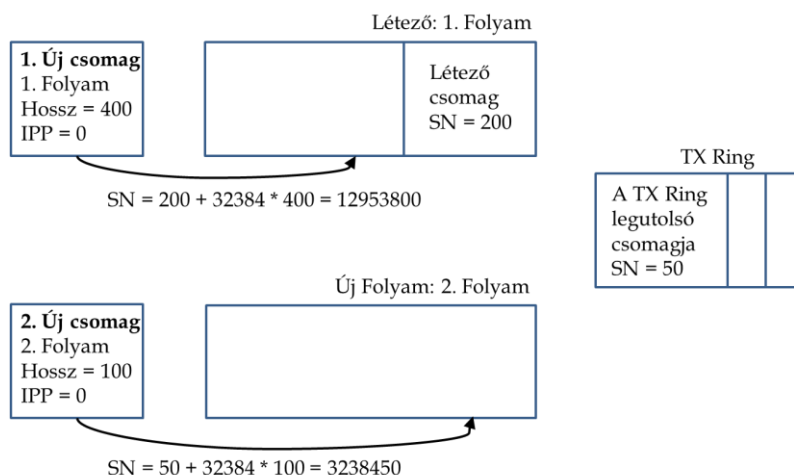 Létező: 1. Folyam
1. Új csomag
1. Folyam
Hossz = 400
IPP = 0
Létező
csomag
SN = 200
SN = 200 + 32384 * 400 = 12953800
TX Ring
A TX Ring
legutolsó
csomagja
SN = 50
Új Folyam: 2. Folyam
2. Új csomag
2. Folyam
Hossz = 100
IPP = 0
SN = 50 + 32384 * 100 = 3238450